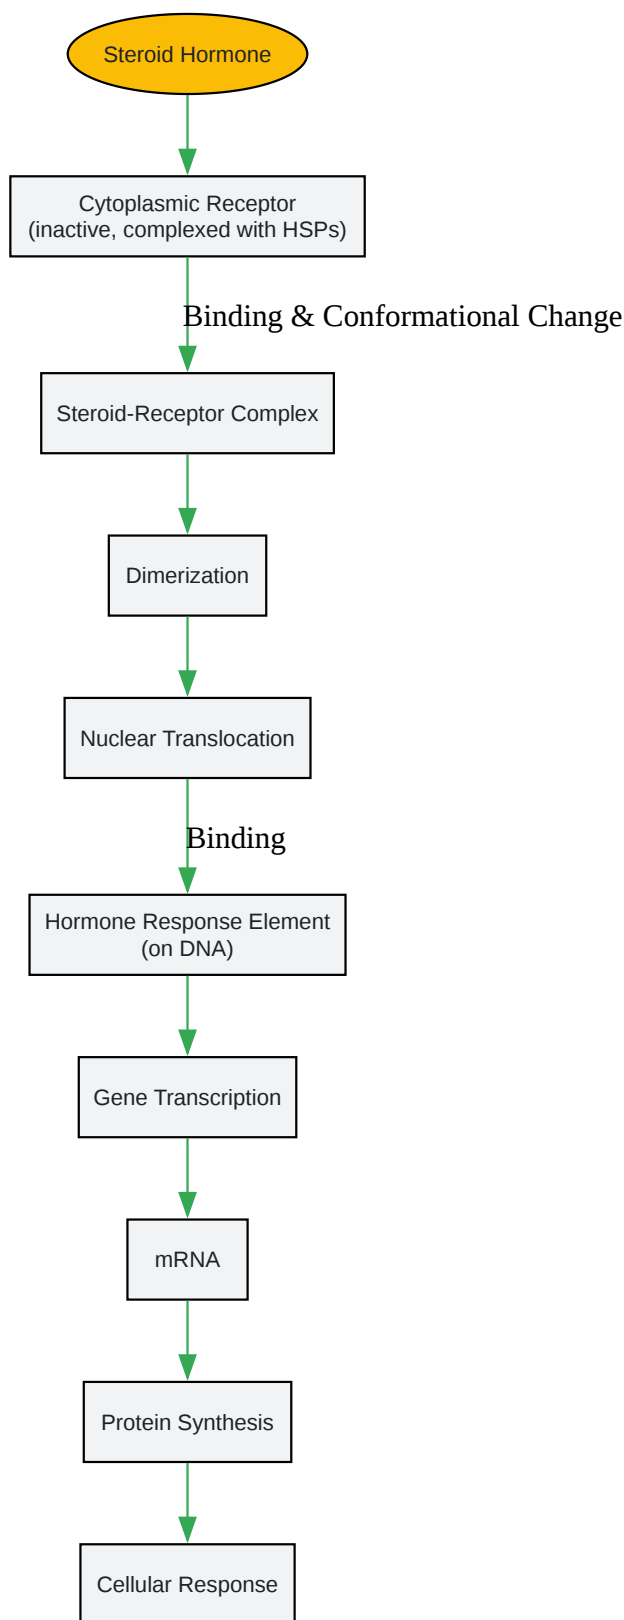 Steroid Hormone
Cytoplasmic Receptor
(inactive, complexed with HSPs)
Binding & Conformational Change
Steroid-Receptor Complex
Dimerization
Nuclear Translocation
Binding
Hormone Response Element
(on DNA)
Gene Transcription
mRNA
Protein Synthesis
Cellular Response